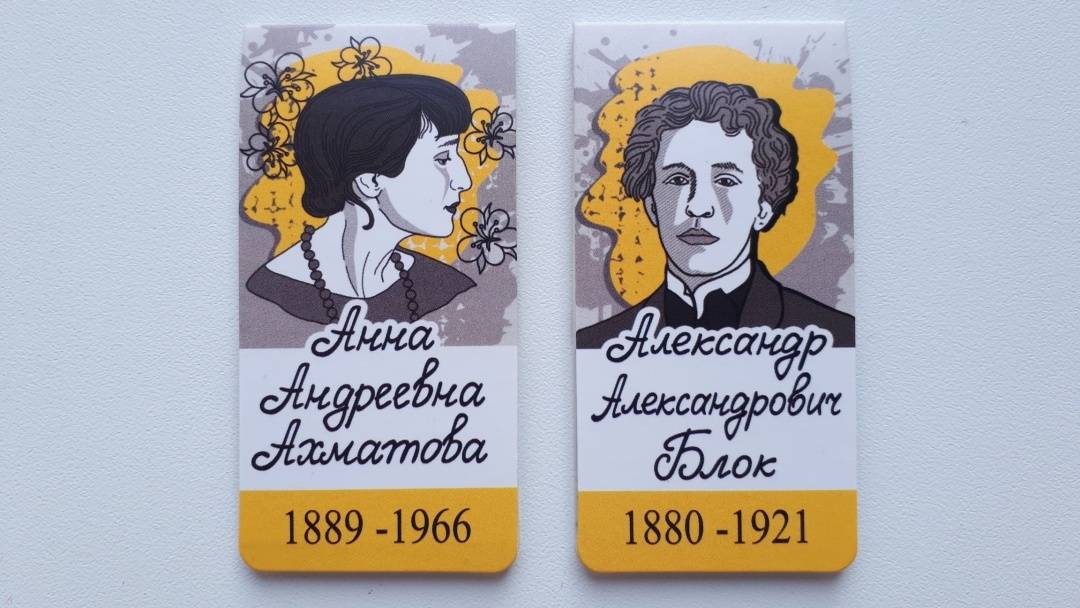 Анна
Андреевна
Ахматова
1889 -1966
Александр
Александрович
Блок
1880 -1921